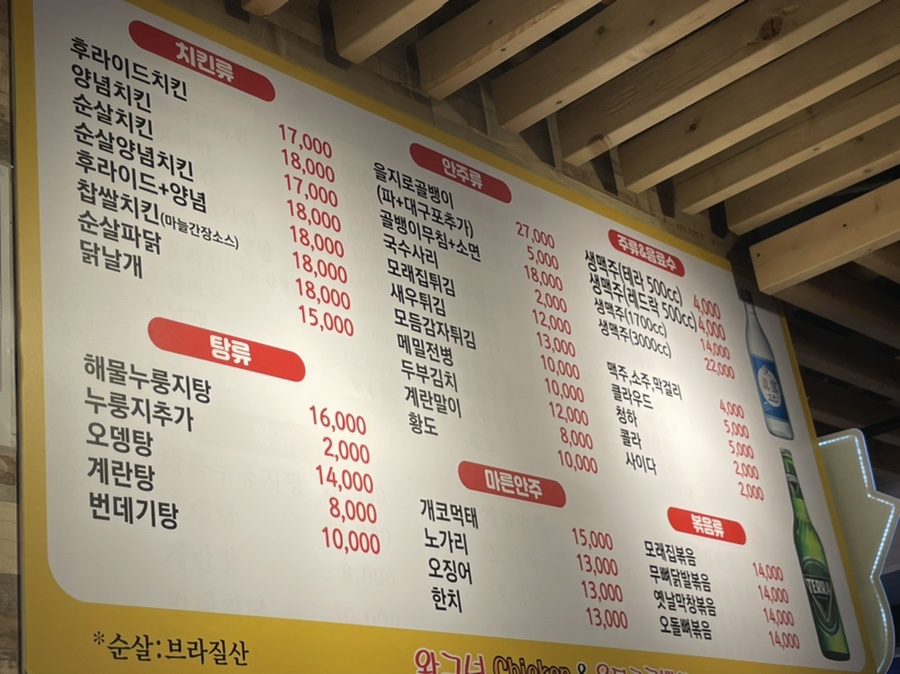 치킨류
후라이드치킨 17,000
양념치킨 18,000
순살치킨 17,000
순살양념치킨 18,000
후라이드+양념 18,000
찹쌀치킨(마늘간장소스) 18,000
순살파닭 18,000
닭날개 15,000
탕류
해물누룽지탕 16,000
누룽지추가 2,000
오뎅탕 14,000
계란탕 8,000
번데기탕 10,000
안주류
을지로골뱅이 27,000
(파+대구포추가) 5,000
골뱅이무침+소면 18,000
국수사리 2,000
모래집튀김 12,000
새우튀김 13,000
모듬감자튀김 10,000
메밀전병 10,000
두부김치 12,000
계란말이 8,000
황도 10,000
마른안주
개코먹태 15,000
노가리 13,000
오징어 13,000
한치 13,000
주류&음료수
생맥주(테라 500cc) 4,000
생맥주(레드락 500cc) 4,000
생맥주(1700cc) 14,000
생맥주(3000cc) 22,000
맥주,소주,막걸리 4,000
클라우드 5,000
청하 5,000
콜라 2,000
사이다 2,000
볶음류
모래집볶음 14,000
무뼈닭발볶음 14,000
옛날막창볶음 14,000
오돌뼈볶음 14,000
TERRA
*순살:브라질산
Chicken &